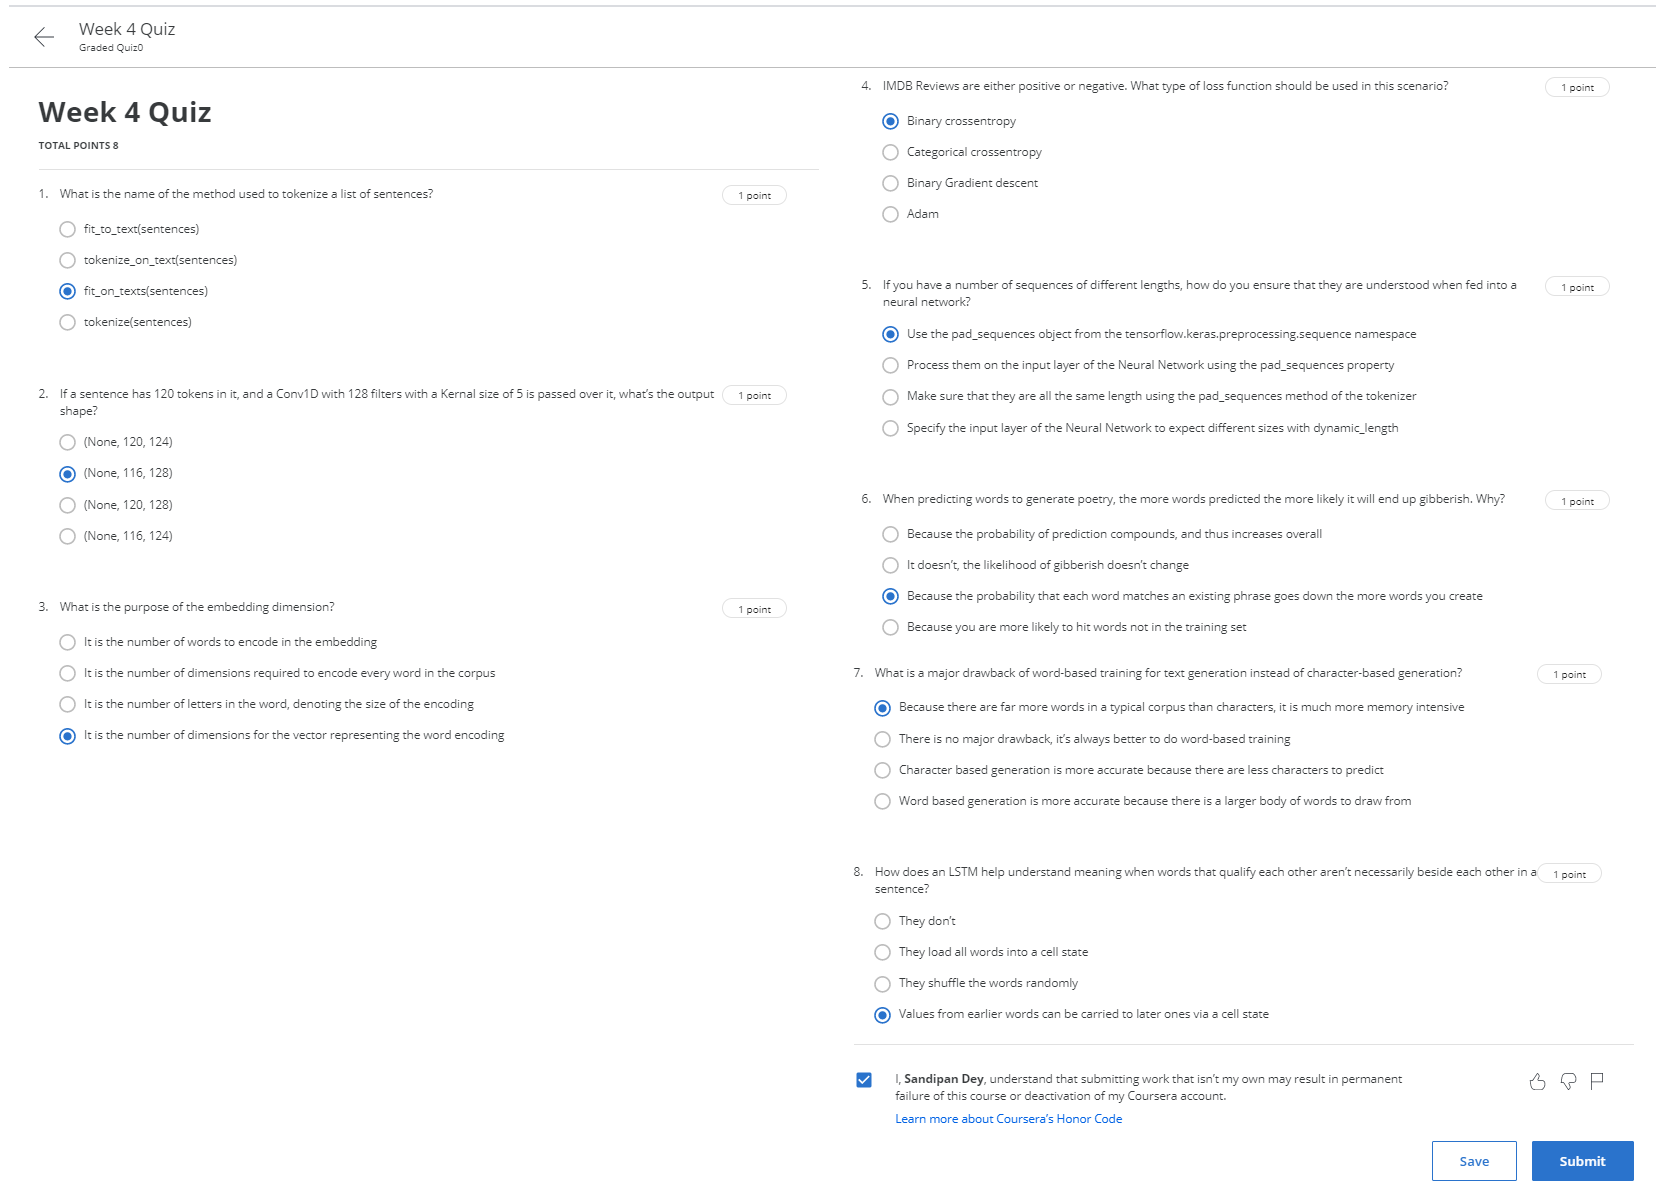 Week 4 Quiz
Graded Quiz0
Week 4 Quiz
TOTAL POINTS 8
1. What is the name of the method used to tokenize a list of sentences?
1 point
fit_to_text(sentences)
tokenize_on_text(sentences)
fit_on_texts(sentences)
tokenize(sentences)
2. If a sentence has 120 tokens in it, and a Conv1D with 128 filters with a Kernal size of 5 is passed over it, what's the output
shape?
1 point
(None, 120, 124)
(None, 116, 128)
(None, 120, 128)
(None, 116, 124)
3. What is the purpose of the embedding dimension?
1 point
It is the number of words to encode in the embedding
It is the number of dimensions required to encode every word in the corpus
It is the number of letters in the word, denoting the size of the encoding
It is the number of dimensions for the vector representing the word encoding
4. IMDB Reviews are either positive or negative. What type of loss function should be used in this scenario?
1 point
Binary crossentropy
Categorical crossentropy
Binary Gradient descent
Adam
5. If you have a number of sequences of different lengths, how do you ensure that they are understood when fed into a
neural network?
1 point
Use the pad_sequences object from the tensorflow.keras.preprocessing.sequence namespace
Process them on the input layer of the Neural Network using the pad_sequences property
Make sure that they are all the same length using the pad_sequences method of the tokenizer
Specify the input layer of the Neural Network to expect different sizes with dynamic_length
6. When predicting words to generate poetry, the more words predicted the more likely it will end up gibberish. Why?
1 point
Because the probability of prediction compounds, and thus increases overall
It doesn't, the likelihood of gibberish doesn't change
Because the probability that each word matches an existing phrase goes down the more words you create
Because you are more likely to hit words not in the training set
7. What is a major drawback of word-based training for text generation instead of character-based generation?
1 point
Because there are far more words in a typical corpus than characters, it is much more memory intensive
There is no major drawback, it's always better to do word-based training
Character based generation is more accurate because there are less characters to predict
Word based generation is more accurate because there is a larger body of words to draw from
8. How does an LSTM help understand meaning when words that qualify each other aren't necessarily beside each other in a
sentence?
1 point
They don't
They load all words into a cell state
They shuffle the words randomly
Values from earlier words can be carried to later ones via a cell state
I, Sandipan Dey, understand that submitting work that isn't my own may result in permanent
failure of this course or deactivation of my Coursera account.
Learn more about Coursera's Honor Code
Save
Submit